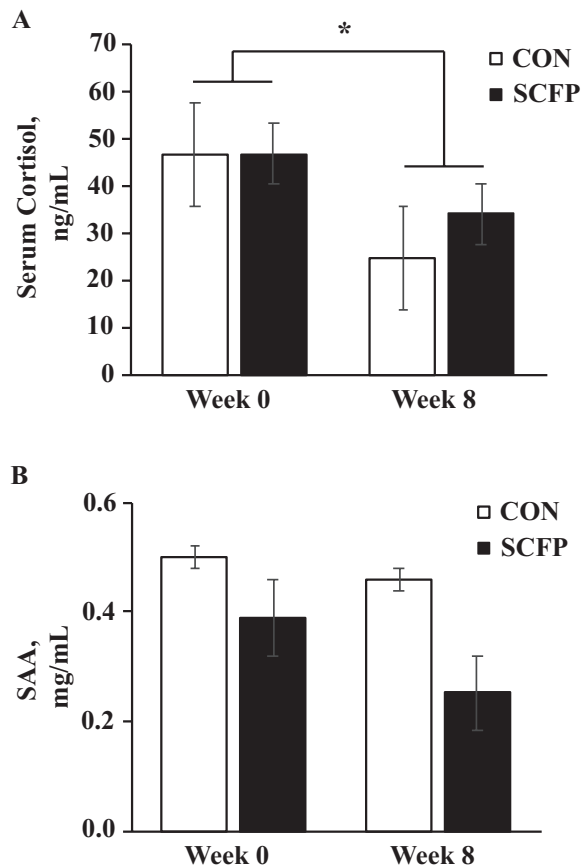 A
70
60
50
40
30
20
10
0
Serum Cortisol,
ng/mL
*
CON
SCFP
Week 0
Week 8
B
0.6
0.4
0.2
0.0
SAA,
mg/mL
CON
SCFP
Week 0
Week 8